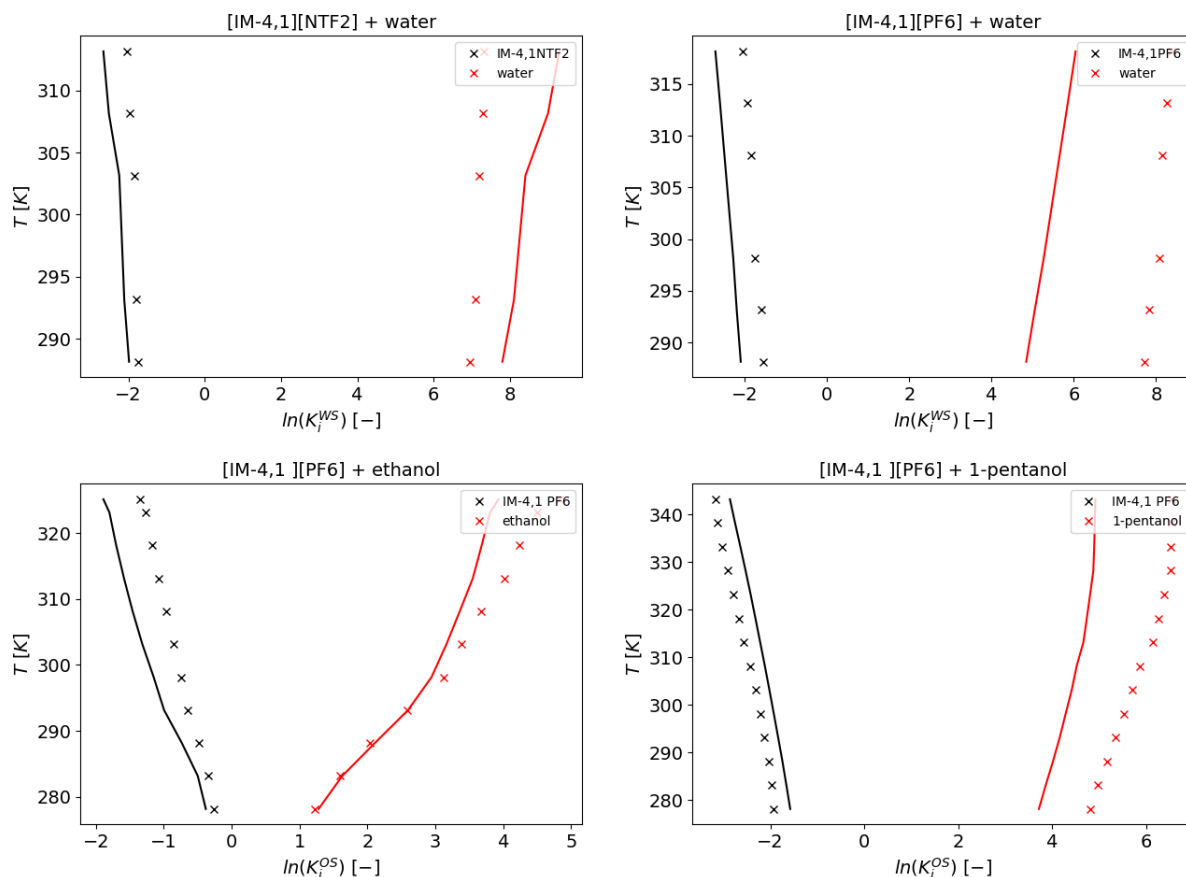 [IM-4,1][NTF2] + water
IM-4,1NTF2
water
310
305
300
295
290
T [K]
−2 0 2 4 6 8
ln(K_i^{WS}) [−]
[IM-4,1][PF6] + water
IM-4,1PF6
water
315
310
305
300
295
290
T [K]
−2 0 2 4 6 8
ln(K_i^{WS}) [−]
[IM-4,1 ][PF6] + ethanol
IM-4,1 PF6
ethanol
320
310
300
290
280
T [K]
−2 −1 0 1 2 3 4 5
ln(K_i^{OS}) [−]
[IM-4,1 ][PF6] + 1-pentanol
IM-4,1 PF6
1-pentanol
340
330
320
310
300
290
280
T [K]
−2 0 2 4 6
ln(K_i^{OS}) [−]